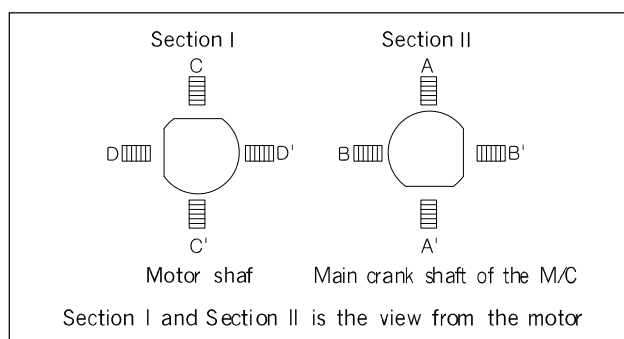 Section I Section II
C A
D D' B B'
C' A'
Motor shaf Main crank shaft of the M/C
Section I and Section II is the view from the motor